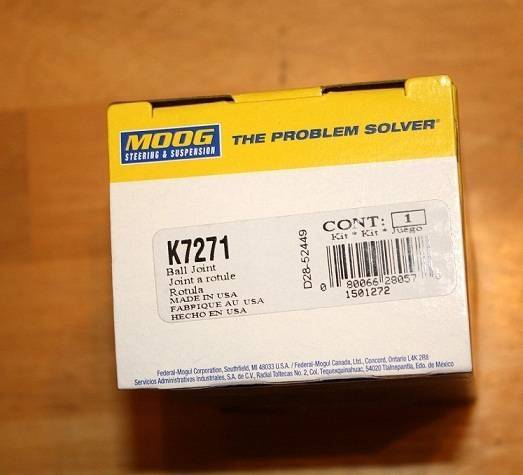 MOOG
STEERING & SUSPENSION
THE PROBLEM SOLVER®
K7271
Ball Joint
Joint a rotule
Rotula
MADE IN USA
FABRIQUE AU USA
HECHO EN USA
D28-52449
CONT: 1
Kit * Kit * Juego
0 80066 28057
1501272
Federal-Mogul Corporation, Southfield, MI 48033 U.S.A. / Federal-Mogul Canada, Ltd., Concord, Ontario L4K 2R8
Servicios Administrativos Industriales, S.A. de C.V., Radial Toltecas No. 2, Col. Tequexquinahuac, 54020 Tlalnepantla, Edo. de México